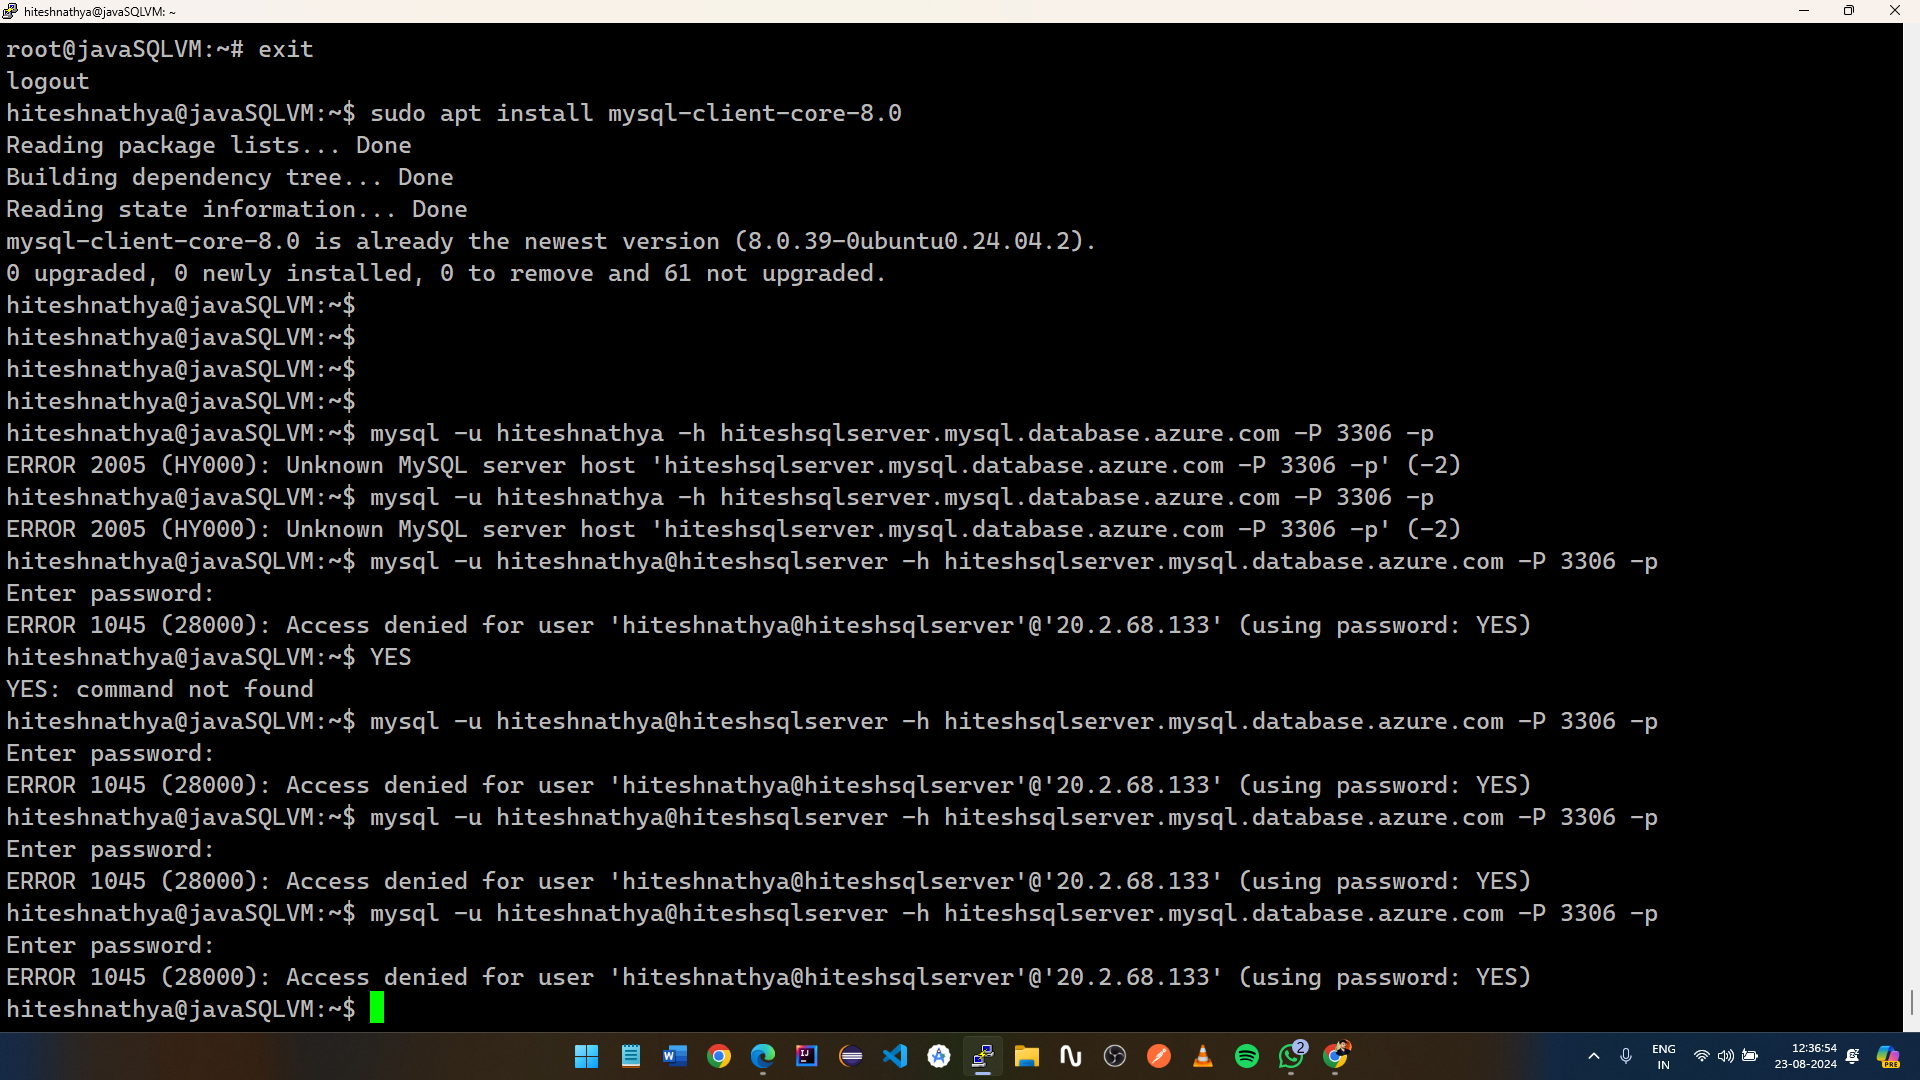 hiteshnathya@javaSQLVM: ~
root@javaSQLVM:~# exit
logout
hiteshnathya@javaSQLVM:~$ sudo apt install mysql-client-core-8.0
Reading package lists... Done
Building dependency tree... Done
Reading state information... Done
mysql-client-core-8.0 is already the newest version (8.0.39-0ubuntu0.24.04.2).
0 upgraded, 0 newly installed, 0 to remove and 61 not upgraded.
hiteshnathya@javaSQLVM:~$
hiteshnathya@javaSQLVM:~$
hiteshnathya@javaSQLVM:~$
hiteshnathya@javaSQLVM:~$
hiteshnathya@javaSQLVM:~$ mysql -u hiteshnathya -h hiteshsqlserver.mysql.database.azure.com -P 3306 -p
ERROR 2005 (HY000): Unknown MySQL server host 'hiteshsqlserver.mysql.database.azure.com -P 3306 -p' (-2)
hiteshnathya@javaSQLVM:~$ mysql -u hiteshnathya -h hiteshsqlserver.mysql.database.azure.com -P 3306 -p
ERROR 2005 (HY000): Unknown MySQL server host 'hiteshsqlserver.mysql.database.azure.com -P 3306 -p' (-2)
hiteshnathya@javaSQLVM:~$ mysql -u hiteshnathya@hiteshsqlserver -h hiteshsqlserver.mysql.database.azure.com -P 3306 -p
Enter password:
ERROR 1045 (28000): Access denied for user 'hiteshnathya@hiteshsqlserver'@'20.2.68.133' (using password: YES)
hiteshnathya@javaSQLVM:~$ YES
YES: command not found
hiteshnathya@javaSQLVM:~$ mysql -u hiteshnathya@hiteshsqlserver -h hiteshsqlserver.mysql.database.azure.com -P 3306 -p
Enter password:
ERROR 1045 (28000): Access denied for user 'hiteshnathya@hiteshsqlserver'@'20.2.68.133' (using password: YES)
hiteshnathya@javaSQLVM:~$ mysql -u hiteshnathya@hiteshsqlserver -h hiteshsqlserver.mysql.database.azure.com -P 3306 -p
Enter password:
ERROR 1045 (28000): Access denied for user 'hiteshnathya@hiteshsqlserver'@'20.2.68.133' (using password: YES)
hiteshnathya@javaSQLVM:~$ mysql -u hiteshnathya@hiteshsqlserver -h hiteshsqlserver.mysql.database.azure.com -P 3306 -p
Enter password:
ERROR 1045 (28000): Access denied for user 'hiteshnathya@hiteshsqlserver'@'20.2.68.133' (using password: YES)
hiteshnathya@javaSQLVM:~$
2
ENG
IN
12:36:54
23-08-2024
PRE